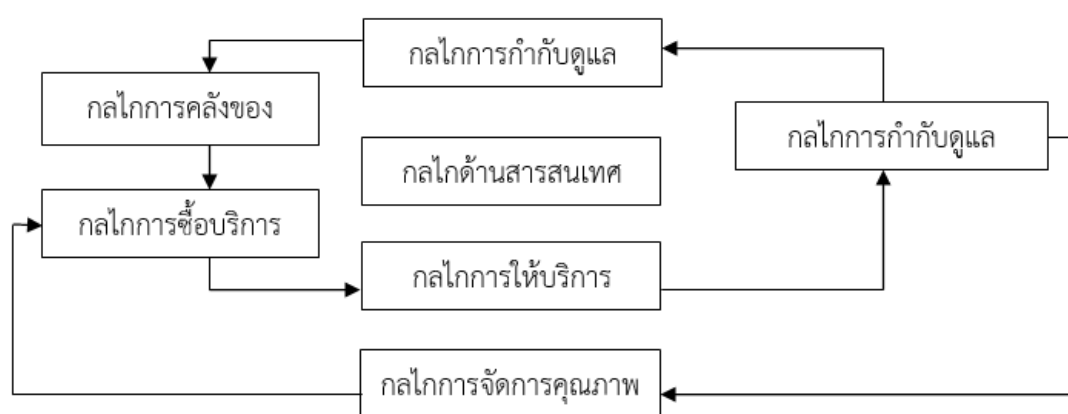 กลไกการกำกับดูแล
กลไกการคลังของ
กลไกการกำกับดูแล
กลไกด้านสารสนเทศ
กลไกการซื้อบริการ
กลไกการให้บริการ
กลไกการจัดการคุณภาพ